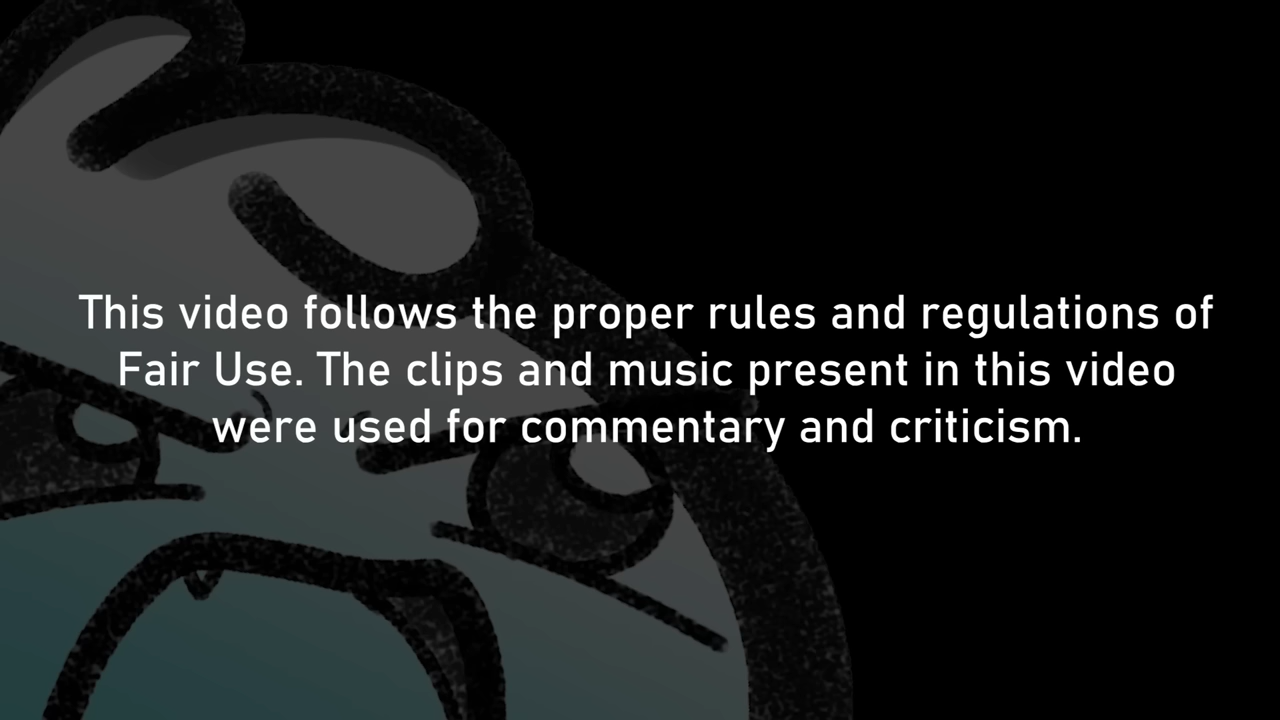 This video follows the proper rules and regulations of
Fair Use. The clips and music present in this video
were used for commentary and criticism.